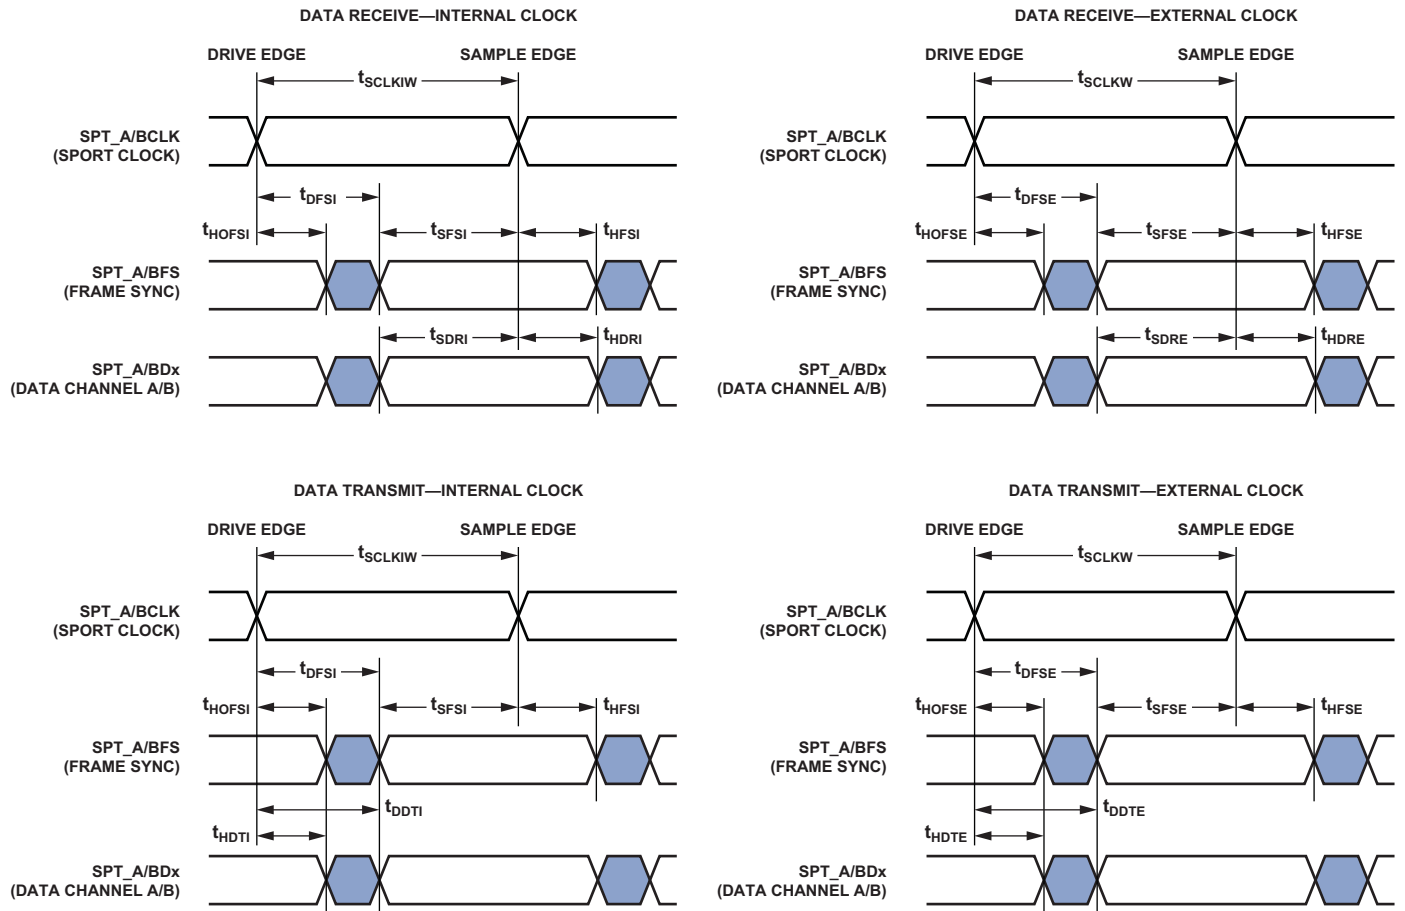 DATA RECEIVE—INTERNAL CLOCK
DRIVE EDGE
SAMPLE EDGE
tSCLKIW
SPT_A/BCLK
(SPORT CLOCK)
tDFSI
tHOFSI
tSFSI
tHFSI
SPT_A/BFS
(FRAME SYNC)
tSDRI
tHDRI
SPT_A/BDx
(DATA CHANNEL A/B)
DATA RECEIVE—EXTERNAL CLOCK
DRIVE EDGE
SAMPLE EDGE
tSCLKW
SPT_A/BCLK
(SPORT CLOCK)
tDFSE
tHOFSE
tSFSE
tHFSE
SPT_A/BFS
(FRAME SYNC)
tSDRE
tHDRE
SPT_A/BDx
(DATA CHANNEL A/B)
DATA TRANSMIT—INTERNAL CLOCK
DRIVE EDGE
SAMPLE EDGE
tSCLKIW
SPT_A/BCLK
(SPORT CLOCK)
tDFSI
tHOFSI
tSFSI
tHFSI
SPT_A/BFS
(FRAME SYNC)
tDDTI
tHDTI
SPT_A/BDx
(DATA CHANNEL A/B)
DATA TRANSMIT—EXTERNAL CLOCK
DRIVE EDGE
SAMPLE EDGE
tSCLKW
SPT_A/BCLK
(SPORT CLOCK)
tDFSE
tHOFSE
tSFSE
tHFSE
SPT_A/BFS
(FRAME SYNC)
tDDTE
tHDTE
SPT_A/BDx
(DATA CHANNEL A/B)